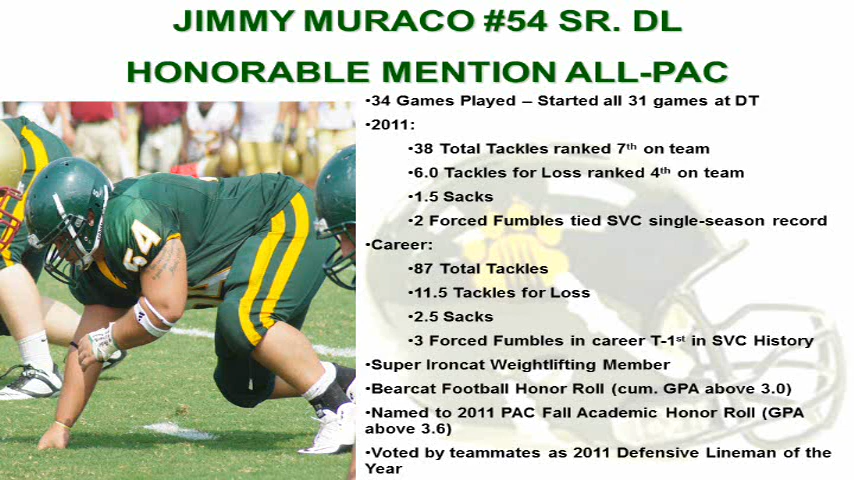 JIMMY MURACO #54 SR. DL
HONORABLE MENTION ALL-PAC
•34 Games Played – Started all 31 games at DT
•2011:
•38 Total Tackles ranked 7th on team
•6.0 Tackles for Loss ranked 4th on team
•1.5 Sacks
•2 Forced Fumbles tied SVC single-season record
•Career:
•87 Total Tackles
•11.5 Tackles for Loss
•2.5 Sacks
•3 Forced Fumbles in career T-1st in SVC History
•Super Ironcat Weightlifting Member
•Bearcat Football Honor Roll (cum. GPA above 3.0)
•Named to 2011 PAC Fall Academic Honor Roll (GPA
above 3.6)
•Voted by teammates as 2011 Defensive Lineman of the
Year
54